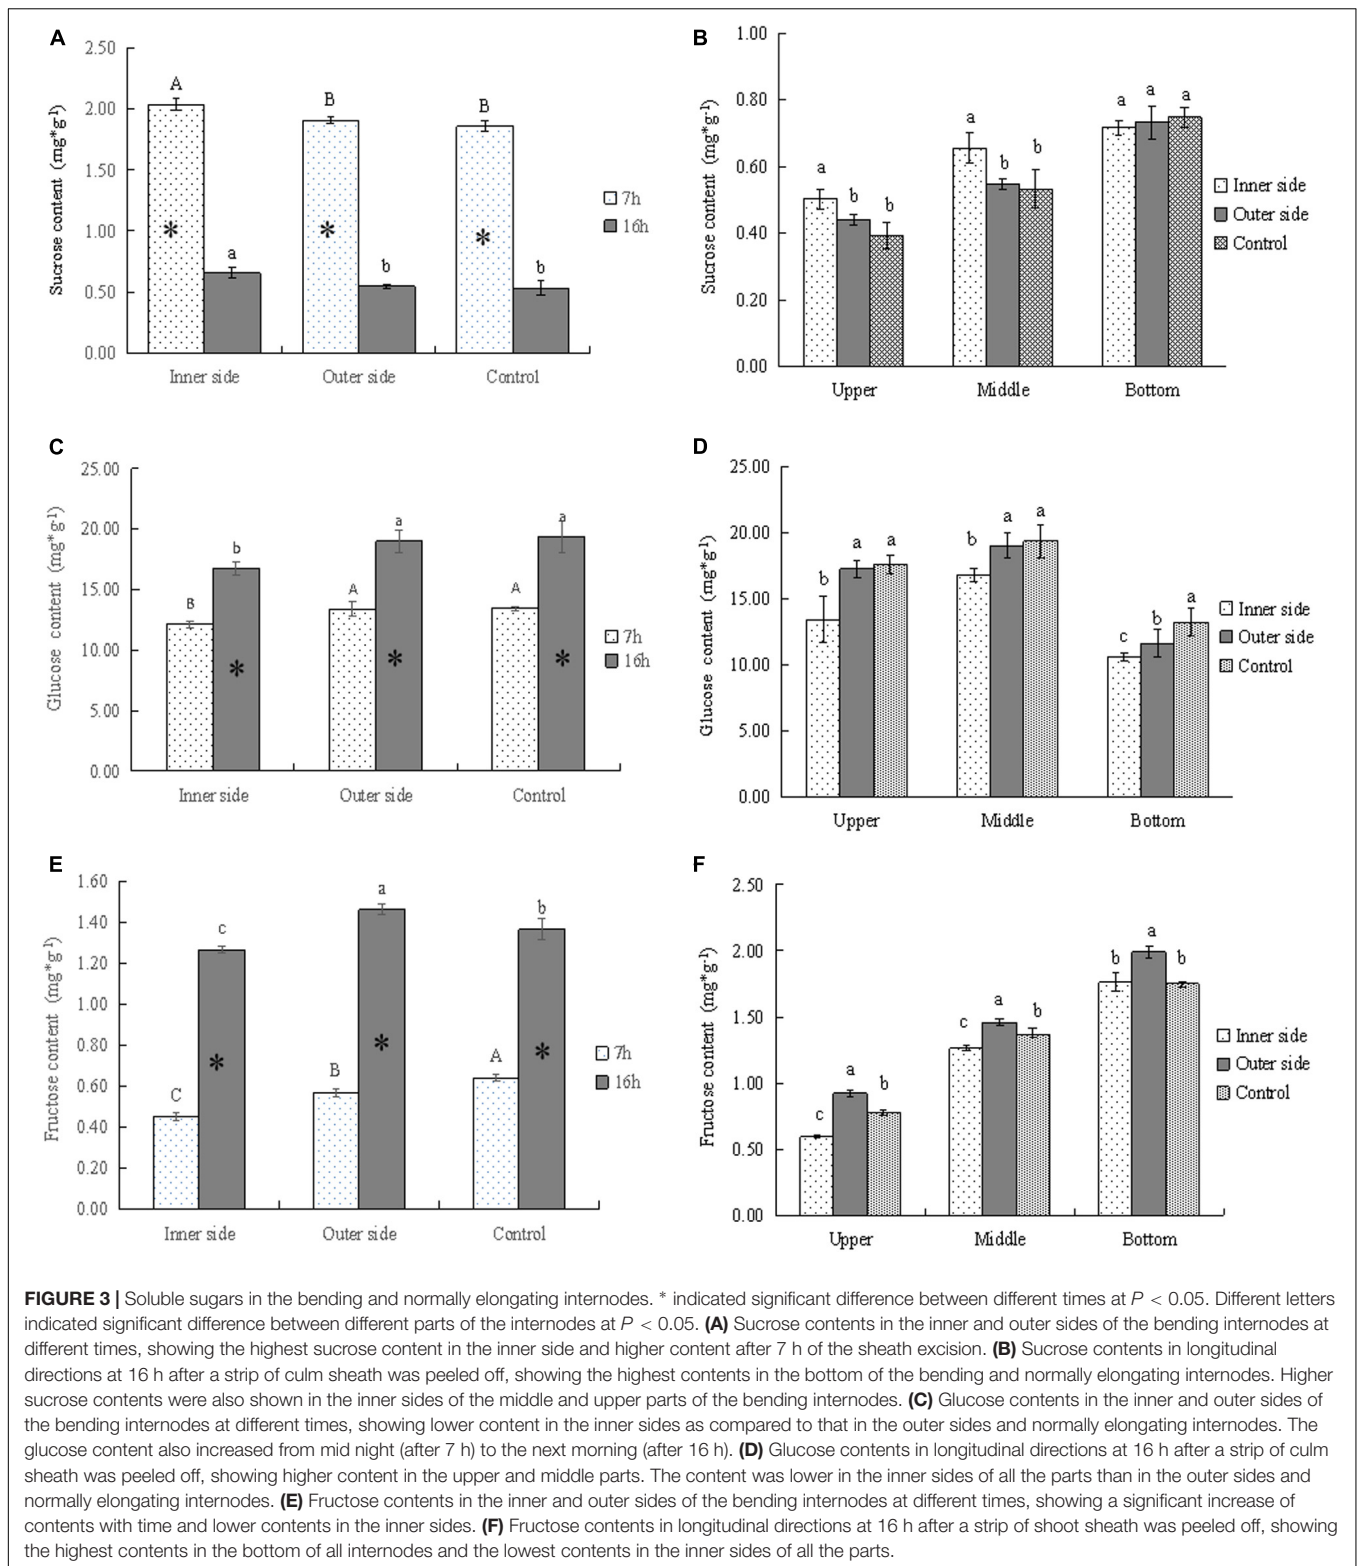 A
2.50
2.00
1.50
1.00
0.50
0.00
Sucrose content (mg*g-1)
A
B
B
*
*
*
a
b
b
Inner side Outer side Control
7h
16h
B
1.00
0.80
0.60
0.40
0.20
0.00
Sucrose content (mg*g-1)
a b b
a b b
a a a
Upper Middle Bottom
Inner side
Outer side
Control
C
25.00
20.00
15.00
10.00
5.00
0.00
Glucose content (mg*g-1)
B b
A a
A a
*
*
*
Inner side Outer side Control
7h
16h
D
25.00
20.00
15.00
10.00
5.00
0.00
Glucose content (mg*g-1)
b a a
b a a
c b a
Upper Middle Bottom
Inner side
Outer side
Control
E
1.60
1.40
1.20
1.00
0.80
0.60
0.40
0.20
0.00
Fructose content (mg*g-1)
C c
B a
A b
*
*
*
Inner side Outer side Control
7h
16h
F
2.50
2.00
1.50
1.00
0.50
0.00
Fructose content (mg*g-1)
c a b
c a b
b a b
Upper Middle Bottom
Inner side
Outer side
Control
FIGURE 3 | Soluble sugars in the bending and normally elongating internodes. * indicated significant difference between different times at P < 0.05. Different letters
indicated significant difference between different parts of the internodes at P < 0.05. (A) Sucrose contents in the inner and outer sides of the bending internodes at
different times, showing the highest sucrose content in the inner side and higher content after 7 h of the sheath excision. (B) Sucrose contents in longitudinal
directions at 16 h after a strip of culm sheath was peeled off, showing the highest contents in the bottom of the bending and normally elongating internodes. Higher
sucrose contents were also shown in the inner sides of the middle and upper parts of the bending internodes. (C) Glucose contents in the inner and outer sides of
the bending internodes at different times, showing lower content in the inner sides as compared to that in the outer sides and normally elongating internodes. The
glucose content also increased from mid night (after 7 h) to the next morning (after 16 h). (D) Glucose contents in longitudinal directions at 16 h after a strip of culm
sheath was peeled off, showing higher content in the upper and middle parts. The content was lower in the inner sides of all the parts than in the outer sides and
normally elongating internodes. (E) Fructose contents in the inner and outer sides of the bending internodes at different times, showing a significant increase of
contents with time and lower contents in the inner sides. (F) Fructose contents in longitudinal directions at 16 h after a strip of shoot sheath was peeled off, showing
the highest contents in the bottom of all internodes and the lowest contents in the inner sides of all the parts.